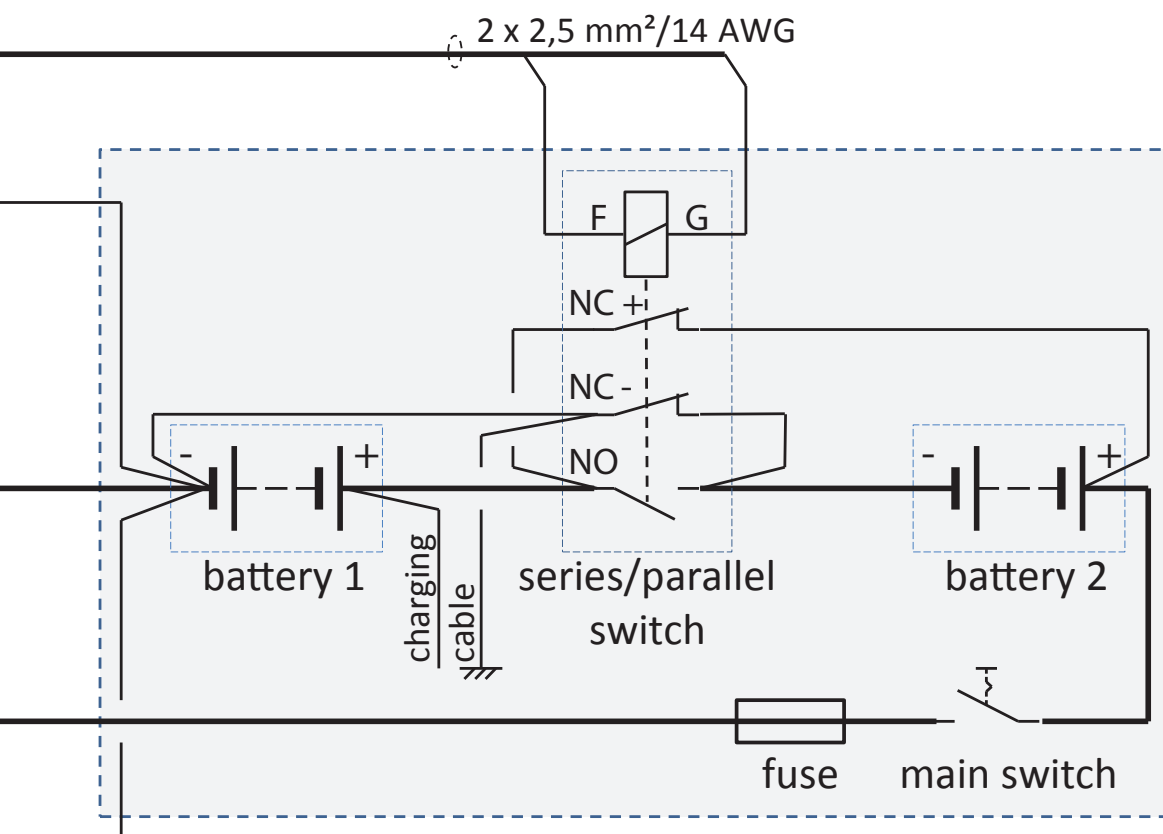 2 x 2,5 mm²/14 AWG
F G
NC +
NC -
NO
- +
- +
battery 1
series/parallel
switch
battery 2
charging
cable
fuse
main switch